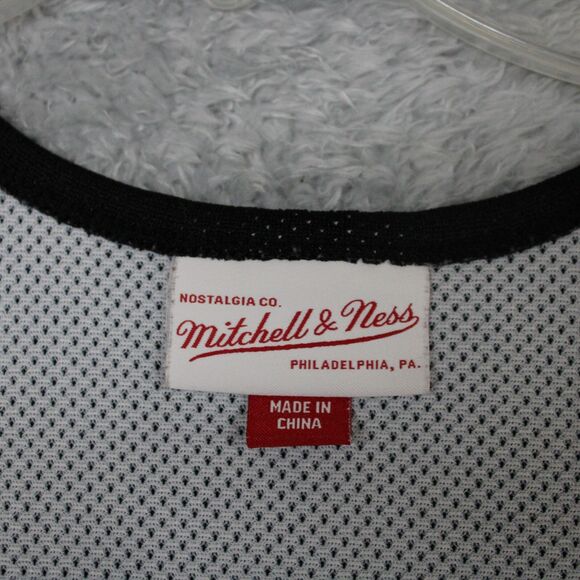 NOSTALGIA CO.
Mitchell & Ness
PHILADELPHIA, PA.
MADE IN
CHINA